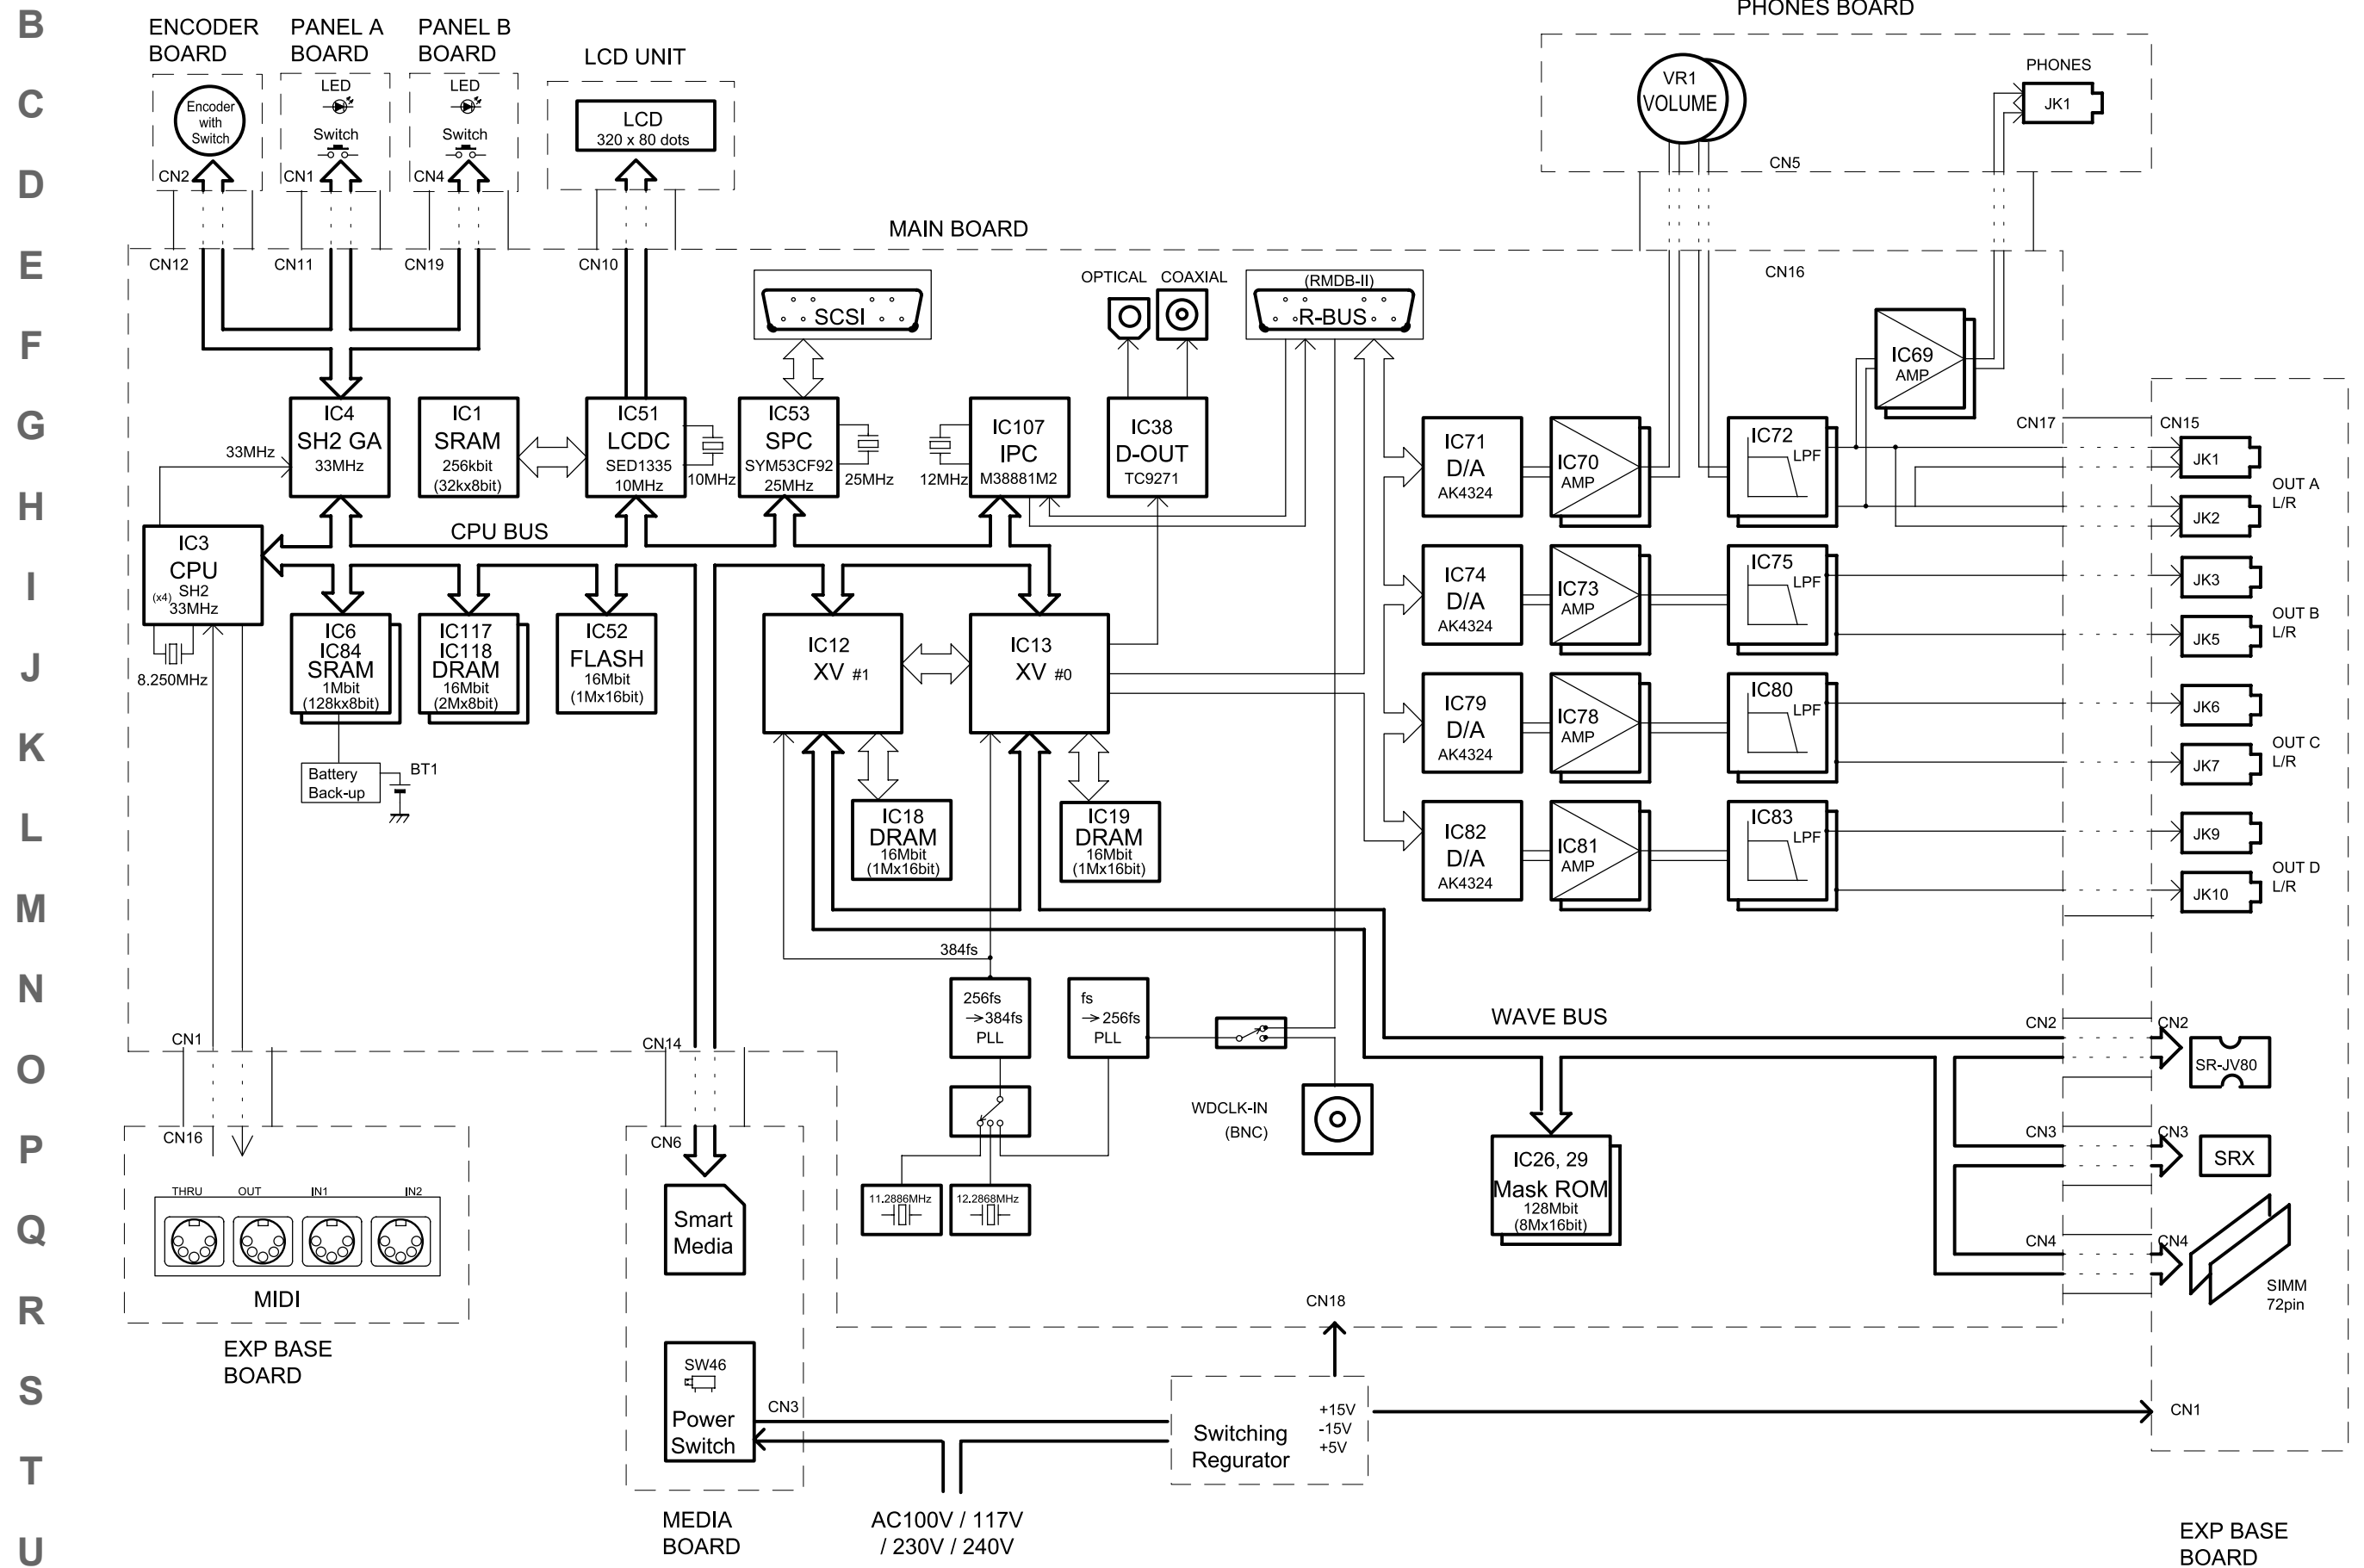 B
C
D
E
F
G
H
I
J
K
L
M
N
O
P
Q
R
S
T
U
ENCODER
BOARD
PANEL A
BOARD
PANEL B
BOARD
LCD UNIT
PHONES BOARD
Encoder
with
Switch
LED
Switch
LED
Switch
LCD
320 x 80 dots
VR1
VOLUME
PHONES
JK1
CN2
CN1
CN4
CN5
MAIN BOARD
CN12
CN11
CN19
CN10
CN16
SCSI
OPTICAL
COAXIAL
(RMDB-II)
R-BUS
IC69
AMP
33MHz
IC4
SH2 GA
33MHz
IC1
SRAM
256kbit
(32kx8bit)
IC51
LCDC
SED1335
10MHz
10MHz
IC53
SPC
SYM53CF92
25MHz
25MHz
12MHz
IC107
IPC
M38881M2
IC38
D-OUT
TC9271
IC71
D/A
AK4324
IC70
AMP
IC72
LPF
CN17
CN15
JK1
JK2
OUT A
L/R
IC3
CPU
SH2
(x4)
33MHz
8.250MHz
CPU BUS
IC74
D/A
AK4324
IC73
AMP
IC75
LPF
JK3
JK5
OUT B
L/R
IC6
IC84
SRAM
1Mbit
(128kx8bit)
IC117
IC118
DRAM
16Mbit
(2Mx8bit)
IC52
FLASH
16Mbit
(1Mx16bit)
IC12
XV #1
IC13
XV #0
IC79
D/A
AK4324
IC78
AMP
IC80
LPF
JK6
JK7
OUT C
L/R
Battery
Back-up
BT1
IC18
DRAM
16Mbit
(1Mx16bit)
IC19
DRAM
16Mbit
(1Mx16bit)
IC82
D/A
AK4324
IC81
AMP
IC83
LPF
JK9
JK10
OUT D
L/R
384fs
256fs
→384fs
PLL
fs
→256fs
PLL
WAVE BUS
CN2
CN2
SR-JV80
CN1
CN14
WDCLK-IN
(BNC)
CN16
CN6
CN3
CN3
SRX
IC26, 29
Mask ROM
128Mbit
(8Mx16bit)
11.2886MHz
12.2868MHz
THRU
OUT
IN1
IN2
MIDI
EXP BASE
BOARD
Smart
Media
CN4
CN4
SIMM
72pin
CN18
SW46
Power
Switch
CN3
Switching
Regurator
+15V
-15V
+5V
CN1
MEDIA
BOARD
AC100V / 117V
/ 230V / 240V
EXP BASE
BOARD